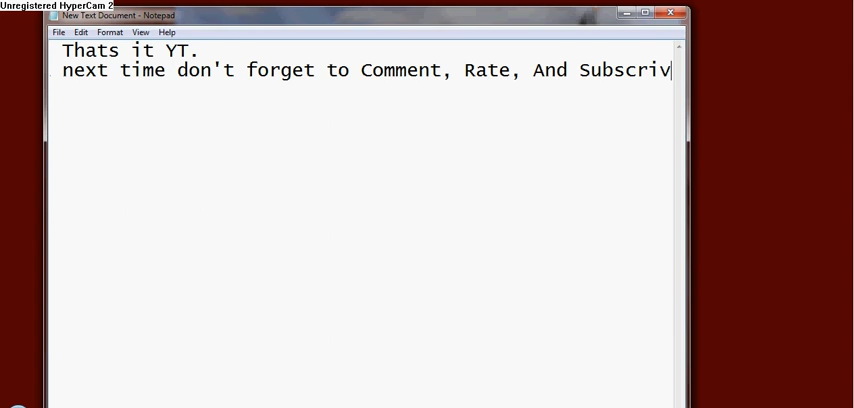 Unregistered HyperCam 2
New Text Document - Notepad
File Edit Format View Help
Thats it YT.
next time don't forget to Comment, Rate, And Subscriv